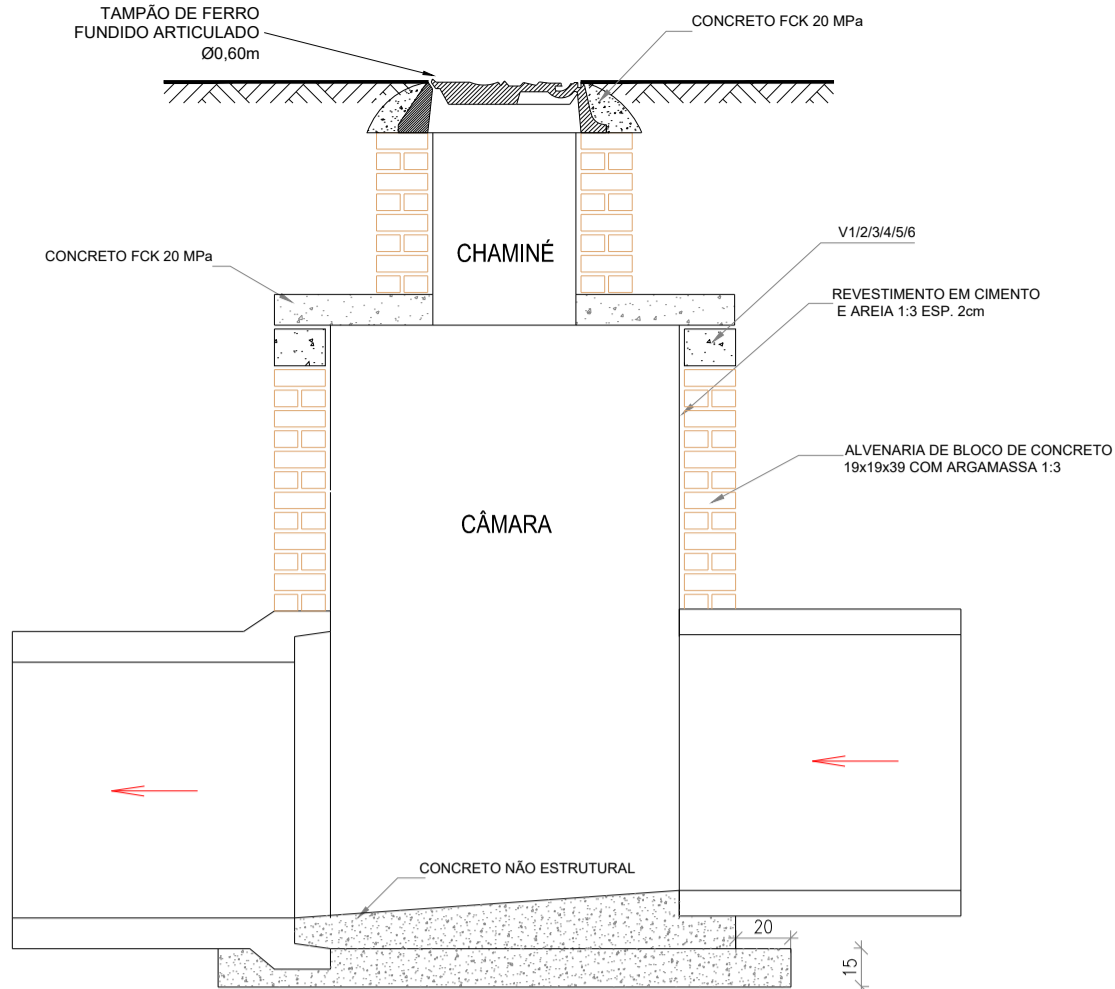 TAMPÃO DE FERRO
FUNDIDO ARTICULADO
Ø0,60m
CONCRETO FCK 20 MPa
CHAMINÉ
V1/2/3/4/5/6
CONCRETO FCK 20 MPa
REVESTIMENTO EM CIMENTO
E AREIA 1:3 ESP. 2cm
ALVENARIA DE BLOCO DE CONCRETO
19x19x39 COM ARGAMASSA 1:3
CÂMARA
CONCRETO NÃO ESTRUTURAL
20
15